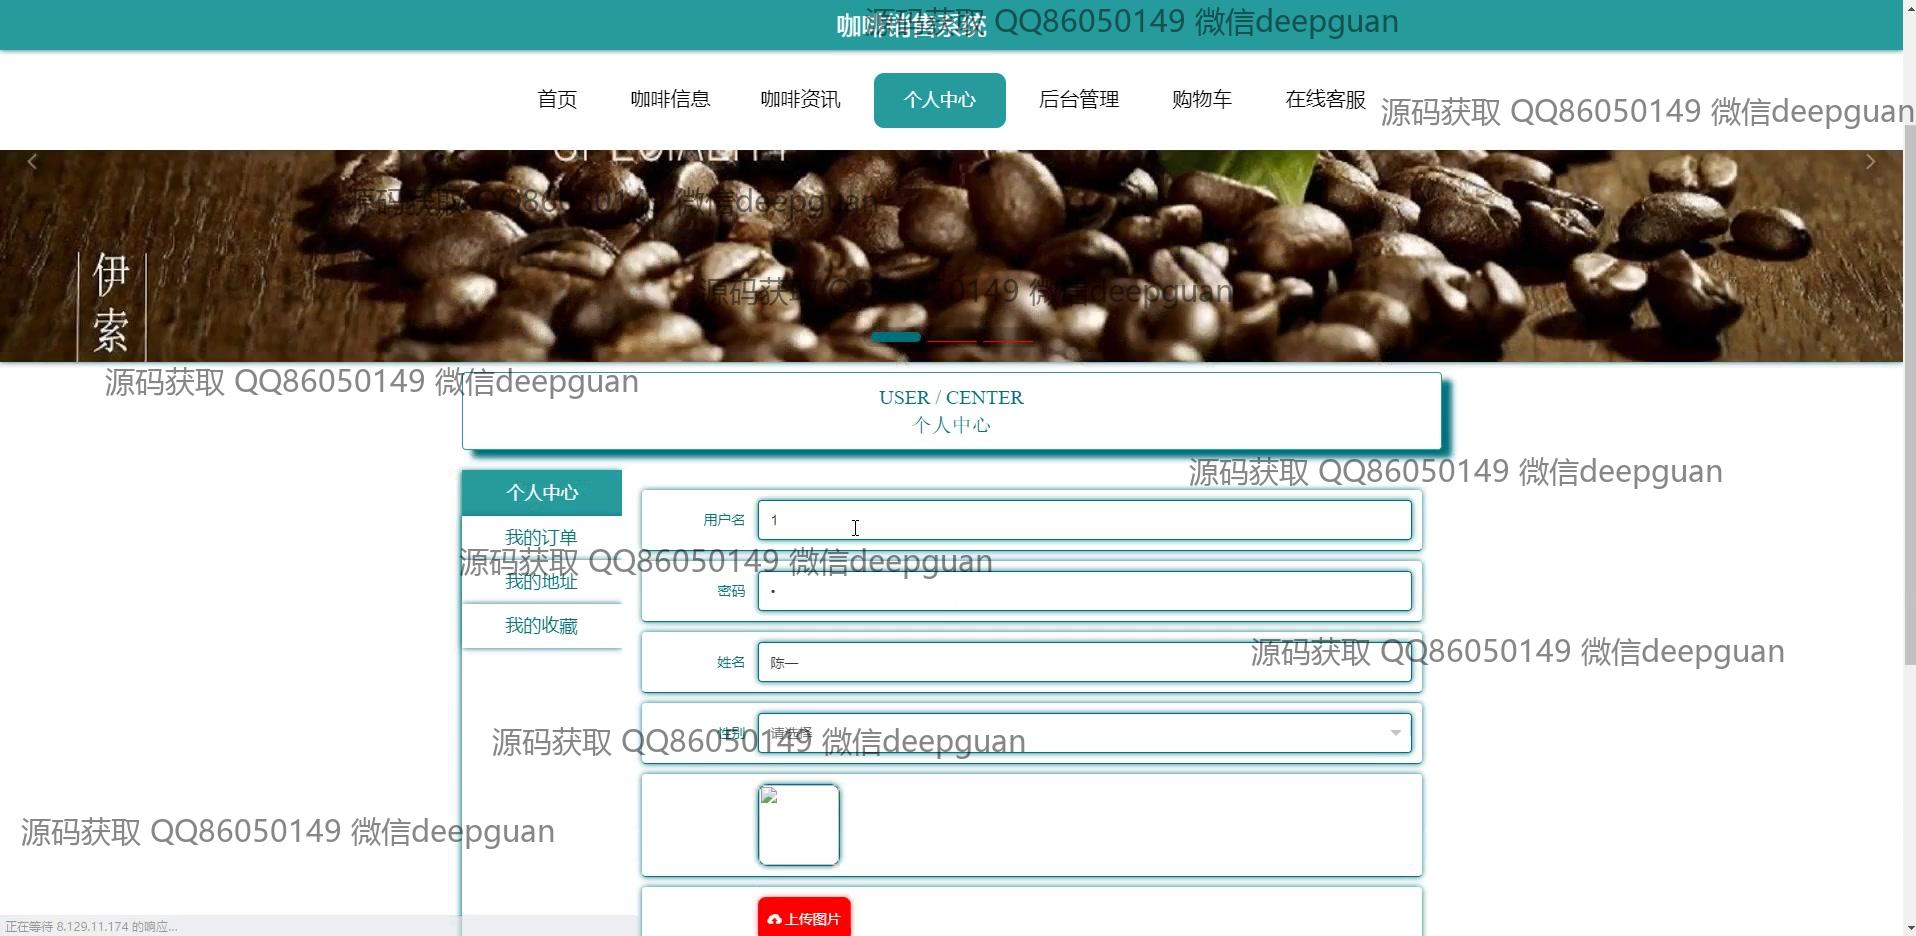 咖啡销售系统
源码获取 QQ86050149 微信deepguan
首页
咖啡信息
咖啡资讯
个人中心
后台管理
购物车
在线客服
源码获取 QQ86050149 微信deepguan
源码获取 QQ86050149 微信deepguan
伊索
源码获取 QQ86050149 微信deepguan
源码获取 QQ86050149 微信deepguan
USER / CENTER
个人中心
源码获取 QQ86050149 微信deepguan
个人中心
我的订单
我的地址
我的收藏
用户名
1
源码获取 QQ86050149 微信deepguan
密码
•
姓名
陈一
源码获取 QQ86050149 微信deepguan
性别
请选择
源码获取 QQ86050149 微信deepguan
源码获取 QQ86050149 微信deepguan
上传图片
正在等待 8.129.11.174 的响应...